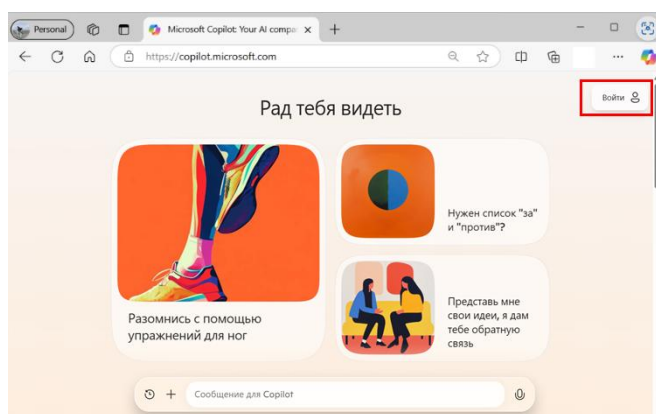 Personal
Microsoft Copilot: Your AI compa
https://copilot.microsoft.com
Войти
Рад тебя видеть
Нужен список "за"
и "против"?
Разомнись с помощью
упражнений для ног
Представь мне
свои идеи, я дам
тебе обратную
связь
Сообщение для Copilot